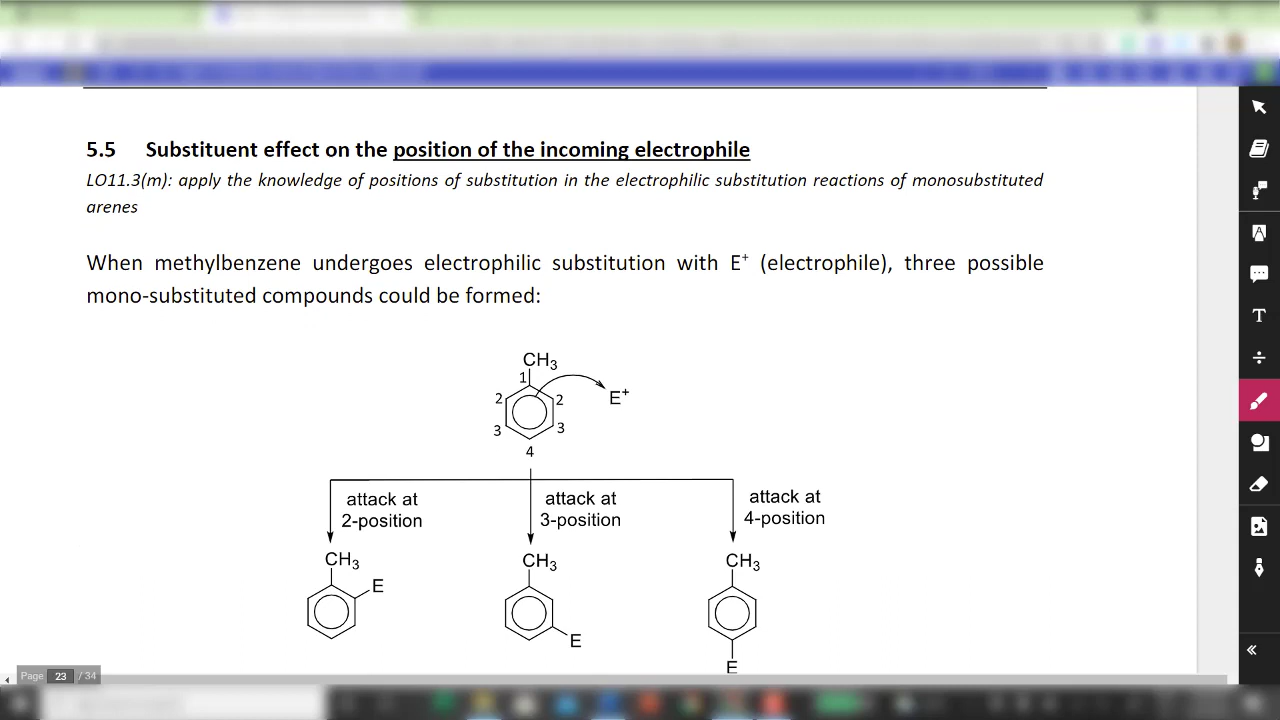 5.5 Substituent effect on the position of the incoming electrophile
LO11.3(m): apply the knowledge of positions of substitution in the electrophilic substitution reactions of monosubstituted
arenes
When methylbenzene undergoes electrophilic substitution with E⁺ (electrophile), three possible
mono-substituted compounds could be formed:
CH₃
1
2 2
E⁺
3 3
4
attack at
2-position
attack at
3-position
attack at
4-position
CH₃
E
CH₃
E
CH₃
E
Page 23 / 34